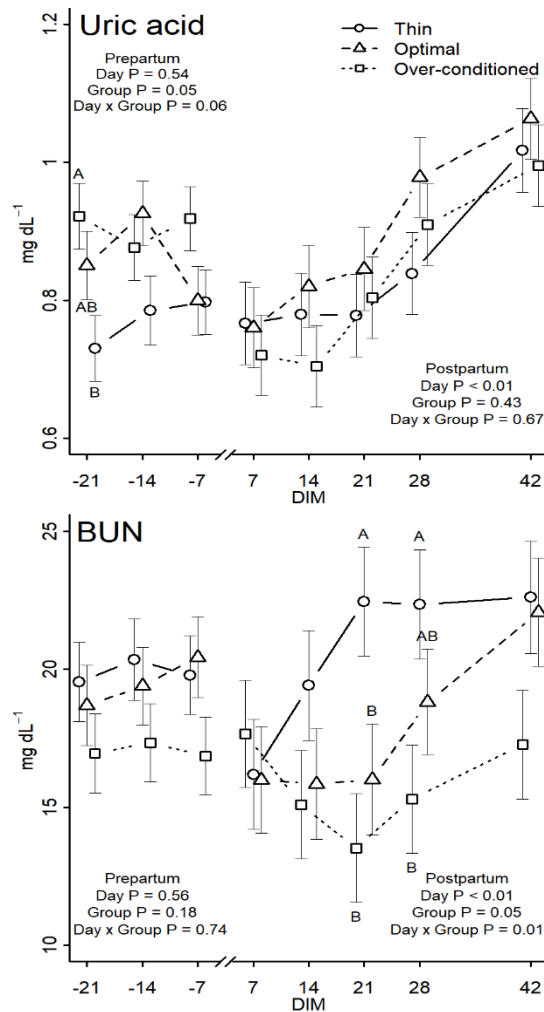 Uric acid
Thin
Optimal
Over-conditioned
Prepartum
Day P = 0.54
Group P = 0.05
Day x Group P = 0.06
mg dL⁻¹
1.2
1
0.8
0.6
A
AB
B
Postpartum
Day P < 0.01
Group P = 0.43
Day x Group P = 0.67
-21 -14 -7 7 14 21 28 42
DIM
BUN
mg dL⁻¹
25
20
15
10
A A
AB
B
B
B
Prepartum
Day P = 0.56
Group P = 0.18
Day x Group P = 0.74
Postpartum
Day P < 0.01
Group P = 0.05
Day x Group P = 0.01
-21 -14 -7 7 14 21 28 42
DIM